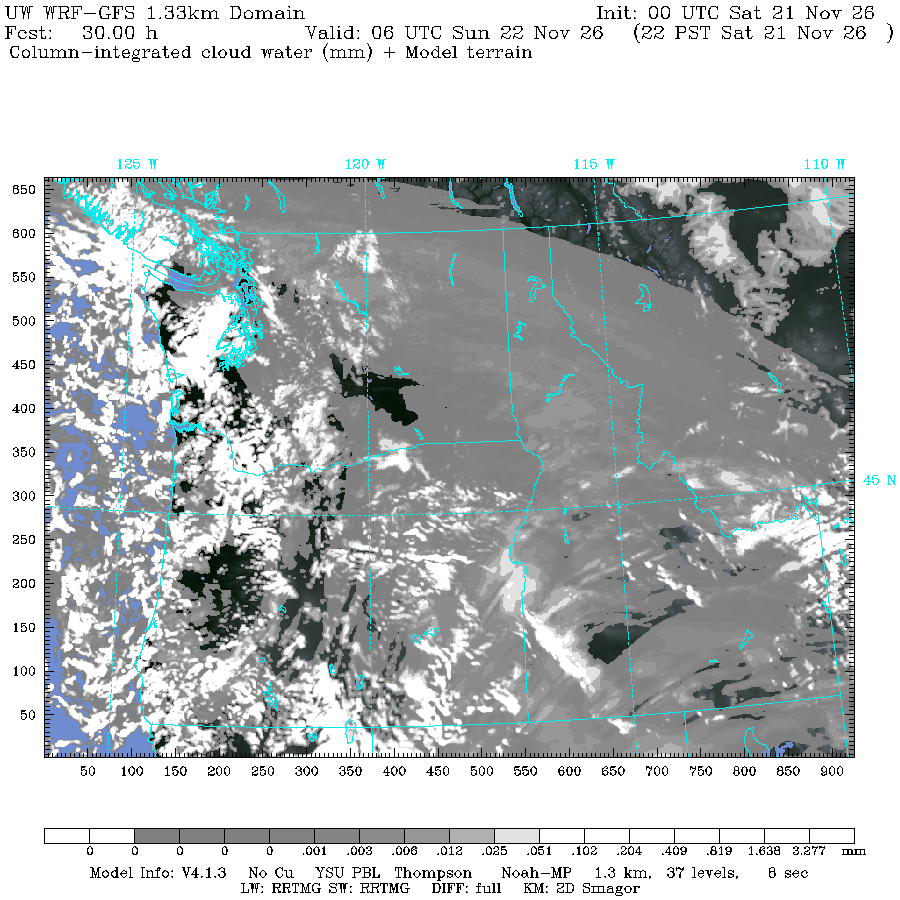 UW WRF-GFS 1.33km Domain Init: 00 UTC Sat 21 Nov 26
Fcst: 30.00 h Valid: 06 UTC Sun 22 Nov 26 (22 PST Sat 21 Nov 26 )
Column-integrated cloud water (mm) + Model terrain
125 W 120 W 115 W 110 W
650
600
550
500
450
400
350
45 N
300
250
200
150
100
50
50 100 150 200 250 300 350 400 450 500 550 600 650 700 750 800 850 900
0 0 0 0 0 .001 .003 .006 .012 .025 .051 .102 .204 .409 .819 1.638 3.277 mm
Model Info: V4.1.3 No Cu YSU PBL Thompson Noah-MP 1.3 km, 37 levels, 8 sec
LW: RRTMG SW: RRTMG DIFF: full KM: 2D Smagor